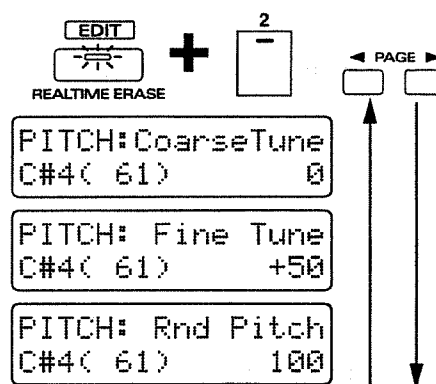 EDIT
REALTIME ERASE
+
2
◄ PAGE ►
PITCH:CoarseTune
C#4( 61) 0
PITCH: Fine Tune
C#4( 61) +50
PITCH: Rnd Pitch
C#4( 61) 100